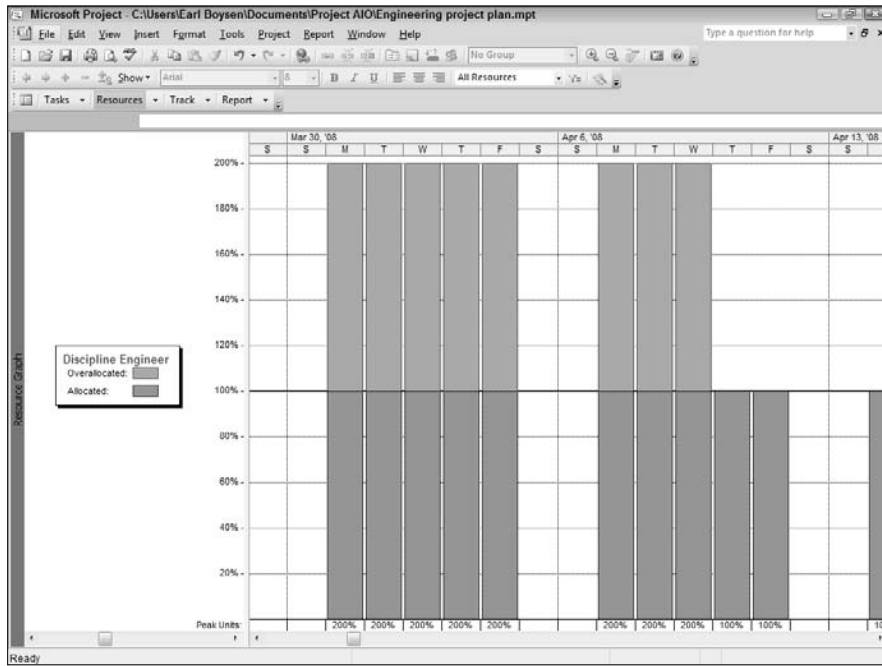 Microsoft Project - C:\Users\Earl Boysen\Documents\Project AIO\Engineering project plan.mpt
File Edit View Insert Format Tools Project Report Window Help
Type a question for help
No Group
Show Arial 8 B I U All Resources
Tasks Resources Track Report
Mar 30, '08 Apr 6, '08 Apr 13, '08
S S M T W T F S S M T W T F S S
200%
180%
160%
140%
120%
100%
80%
60%
40%
20%
Resource Graph
Discipline Engineer
Overallocated:
Allocated:
Peak Units: 200% 200% 200% 200% 200% 200% 200% 200% 100% 100% 10
Ready